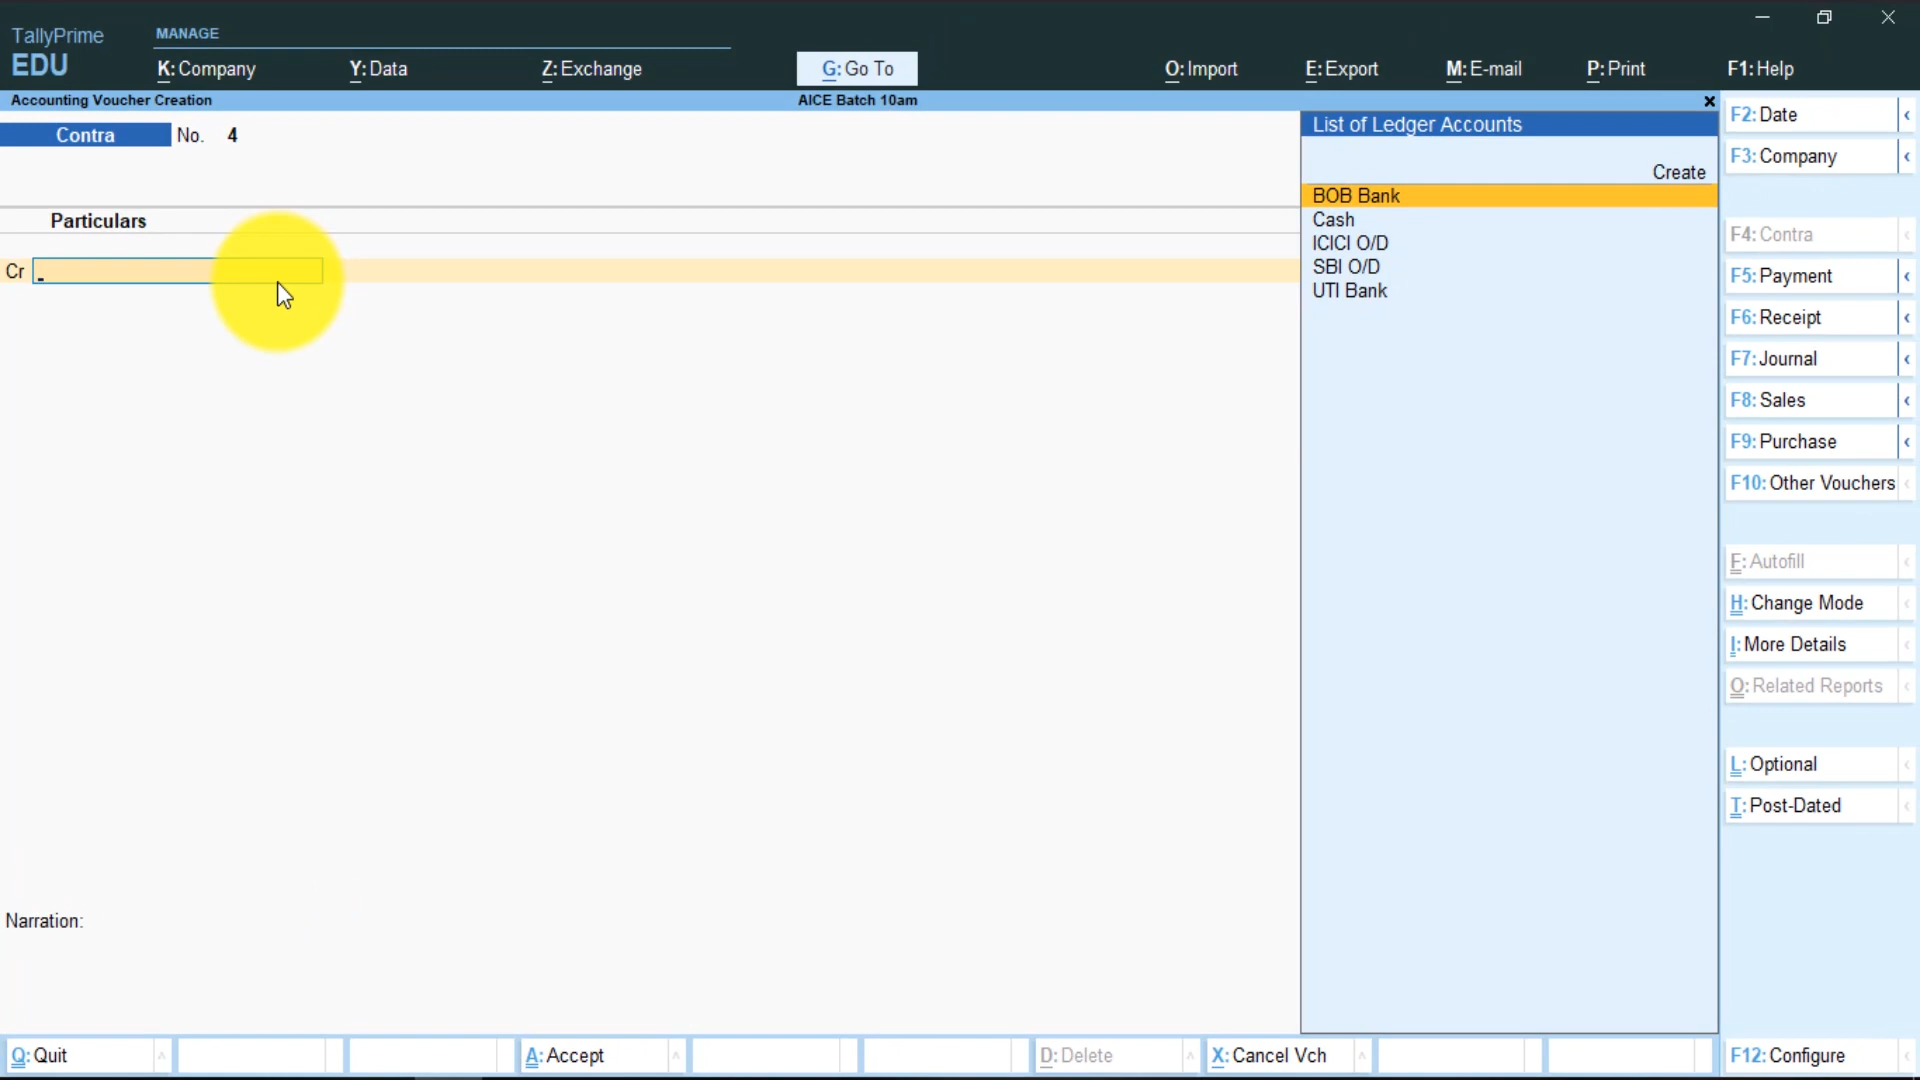 TallyPrime
EDU
MANAGE
K: Company
Y: Data
Z: Exchange
G: Go To
O: Import
E: Export
M: E-mail
P: Print
F1: Help
Accounting Voucher Creation
AICE Batch 10am
Contra No. 4
Particulars
Cr
List of Ledger Accounts
Create
BOB Bank
Cash
ICICI O/D
SBI O/D
UTI Bank
F2: Date
F3: Company
F4: Contra
F5: Payment
F6: Receipt
F7: Journal
F8: Sales
F9: Purchase
F10: Other Vouchers
F: Autofill
H: Change Mode
I: More Details
O: Related Reports
L: Optional
T: Post-Dated
Narration:
Q: Quit
A: Accept
D: Delete
X: Cancel Vch
F12: Configure